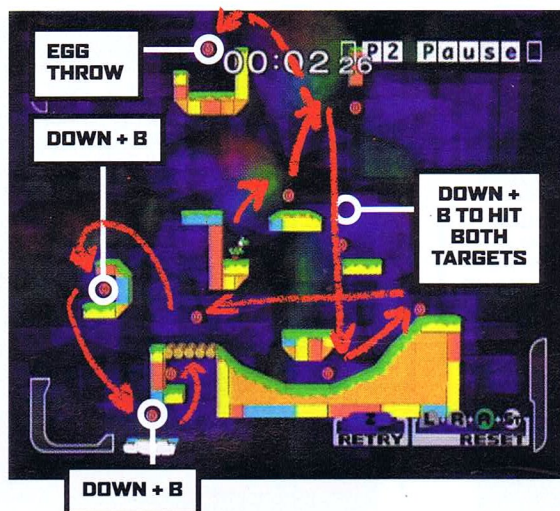 EGG
THROW
00:02 26
P2 Pause
DOWN + B
DOWN +
B TO HIT
BOTH
TARGETS
Z
L+R+A+
RETRY
RESET
DOWN + B